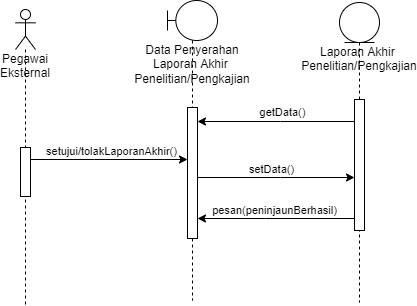 Pegawai
Eksternal
Data Penyerahan
Laporan Akhir
Penelitian/Pengkajian
Laporan Akhir
Penelitian/Pengkajian
getData()
setujui/tolakLaporanAkhir()
setData()
pesan(peninjaunBerhasil)